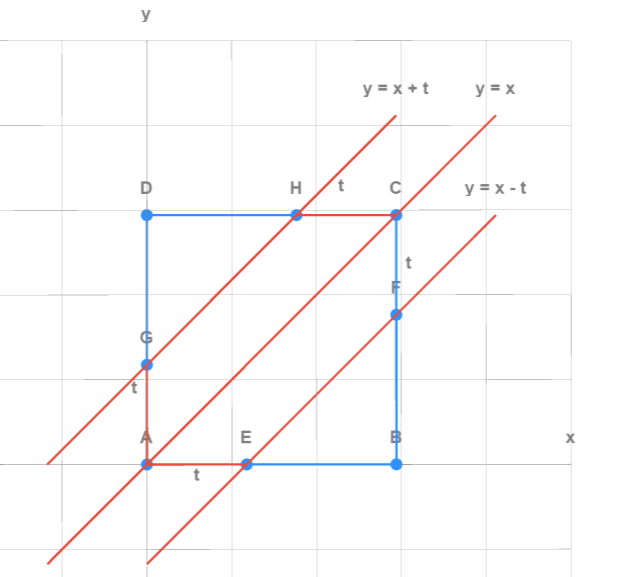 y
y = x + t
y = x
D
H
t
C
y = x - t
t
F
G
t
A
E
B
x
t